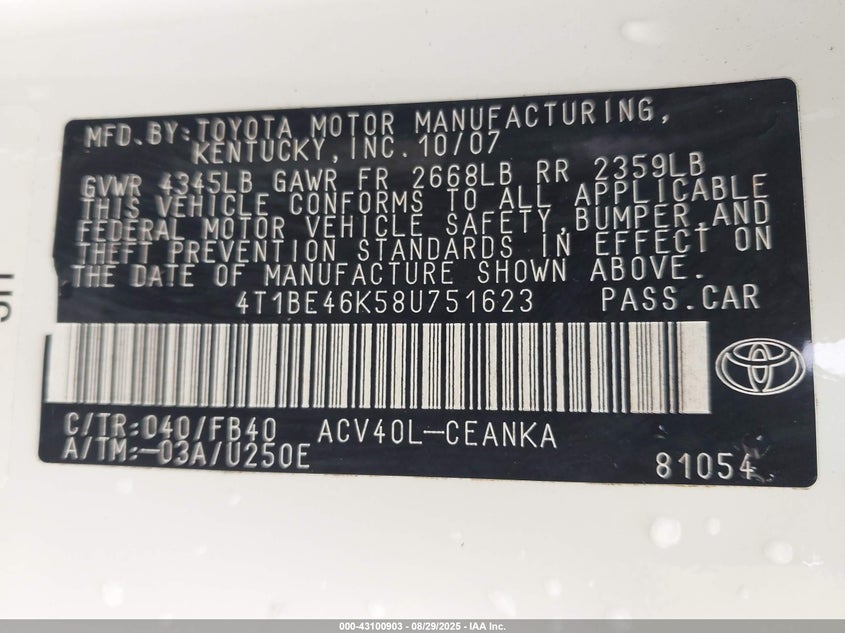 MFD.BY:TOYOTA MOTOR MANUFACTURING,
KENTUCKY,INC.10/07
GVWR 4345LB GAWR FR 2668LB RR 2359LB
THIS VEHICLE CONFORMS TO ALL APPLICABLE
FEDERAL MOTOR VEHICLE SAFETY,BUMPER,AND
THEFT PREVENTION STANDARDS IN EFFECT ON
THE DATE OF MANUFACTURE SHOWN ABOVE.
4T1BE46K58U751623 PASS.CAR
C/TR:040/FB40 ACV40L-CEANKA
A/TM:-03A/U250E
81054
000-43100903 - 08/29/2025 - IAA Inc.